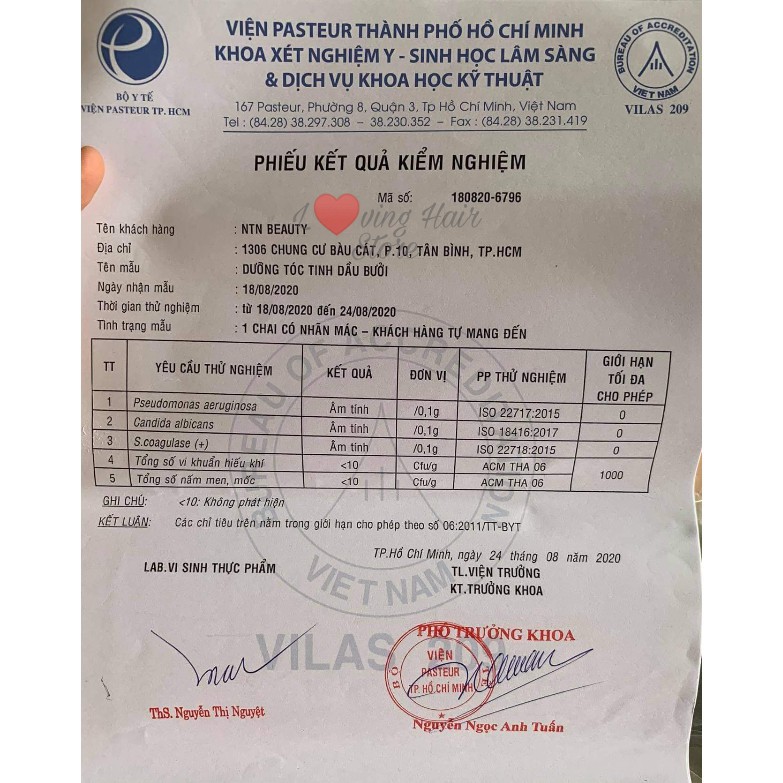 VIỆN PASTEUR THÀNH PHỐ HỒ CHÍ MINH
KHOA XÉT NGHIỆM Y - SINH HỌC LÂM SÀNG
& DỊCH VỤ KHOA HỌC KỸ THUẬT
167 Pasteur, Phường 8, Quận 3, Tp Hồ Chí Minh, Việt Nam
Tel : (84.28) 38.297.308 – 38.230.352 – Fax : (84.28) 38.231.419
BỘ Y TẾ
VIỆN PASTEUR TP.HCM
BUREAU OF ACCREDITATION
VIET NAM
VILAS 209
PHIẾU KẾT QUẢ KIỂM NGHIỆM
Mã số: 180820-6796
I ving Hair
Store
Tên khách hàng : NTN BEAUTY
Địa chỉ : 1306 CHUNG CƯ BÀU CÁT, P.10, TÂN BÌNH, TP.HCM
Tên mẫu : DƯỠNG TÓC TINH DẦU BƯỞI
Ngày nhận mẫu : 18/08/2020
Thời gian thử nghiệm : từ 18/08/2020 đến 24/08/2020
Tình trạng mẫu : 1 CHAI CÓ NHÃN MÁC – KHÁCH HÀNG TỰ MANG ĐẾN
TT YÊU CẦU THỬ NGHIỆM KẾT QUẢ ĐƠN VỊ PP THỬ NGHIỆM GIỚI HẠN TỐI ĐA CHO PHÉP
1 Pseudomonas aeruginosa Âm tính /0,1g ISO 22717:2015 0
2 Candida albicans Âm tính /0,1g ISO 18416:2017 0
3 S.coagulase (+) Âm tính /0,1g ISO 22718:2015 0
4 Tổng số vi khuẩn hiếu khí <10 Cfu/g ACM THA 06 1000
5 Tổng số nấm men, mốc <10 Cfu/g ACM THA 06
GHI CHÚ: <10: Không phát hiện
KẾT LUẬN: Các chỉ tiêu trên nằm trong giới hạn cho phép theo số 06:2011/TT-BYT
BUREAU OF ACCREDITATION
VIET NAM
VILAS 209
TP.Hồ Chí Minh, ngày 24 tháng 08 năm 2020
LAB.VI SINH THỰC PHẨM
TL.VIỆN TRƯỞNG
KT.TRƯỞNG KHOA
PHÓ TRƯỞNG KHOA
BỘ Y TẾ
VIỆN
PASTEUR
TP. HỒ CHÍ MINH
ThS. Nguyễn Thị Nguyệt
Nguyễn Ngọc Anh Tuấn